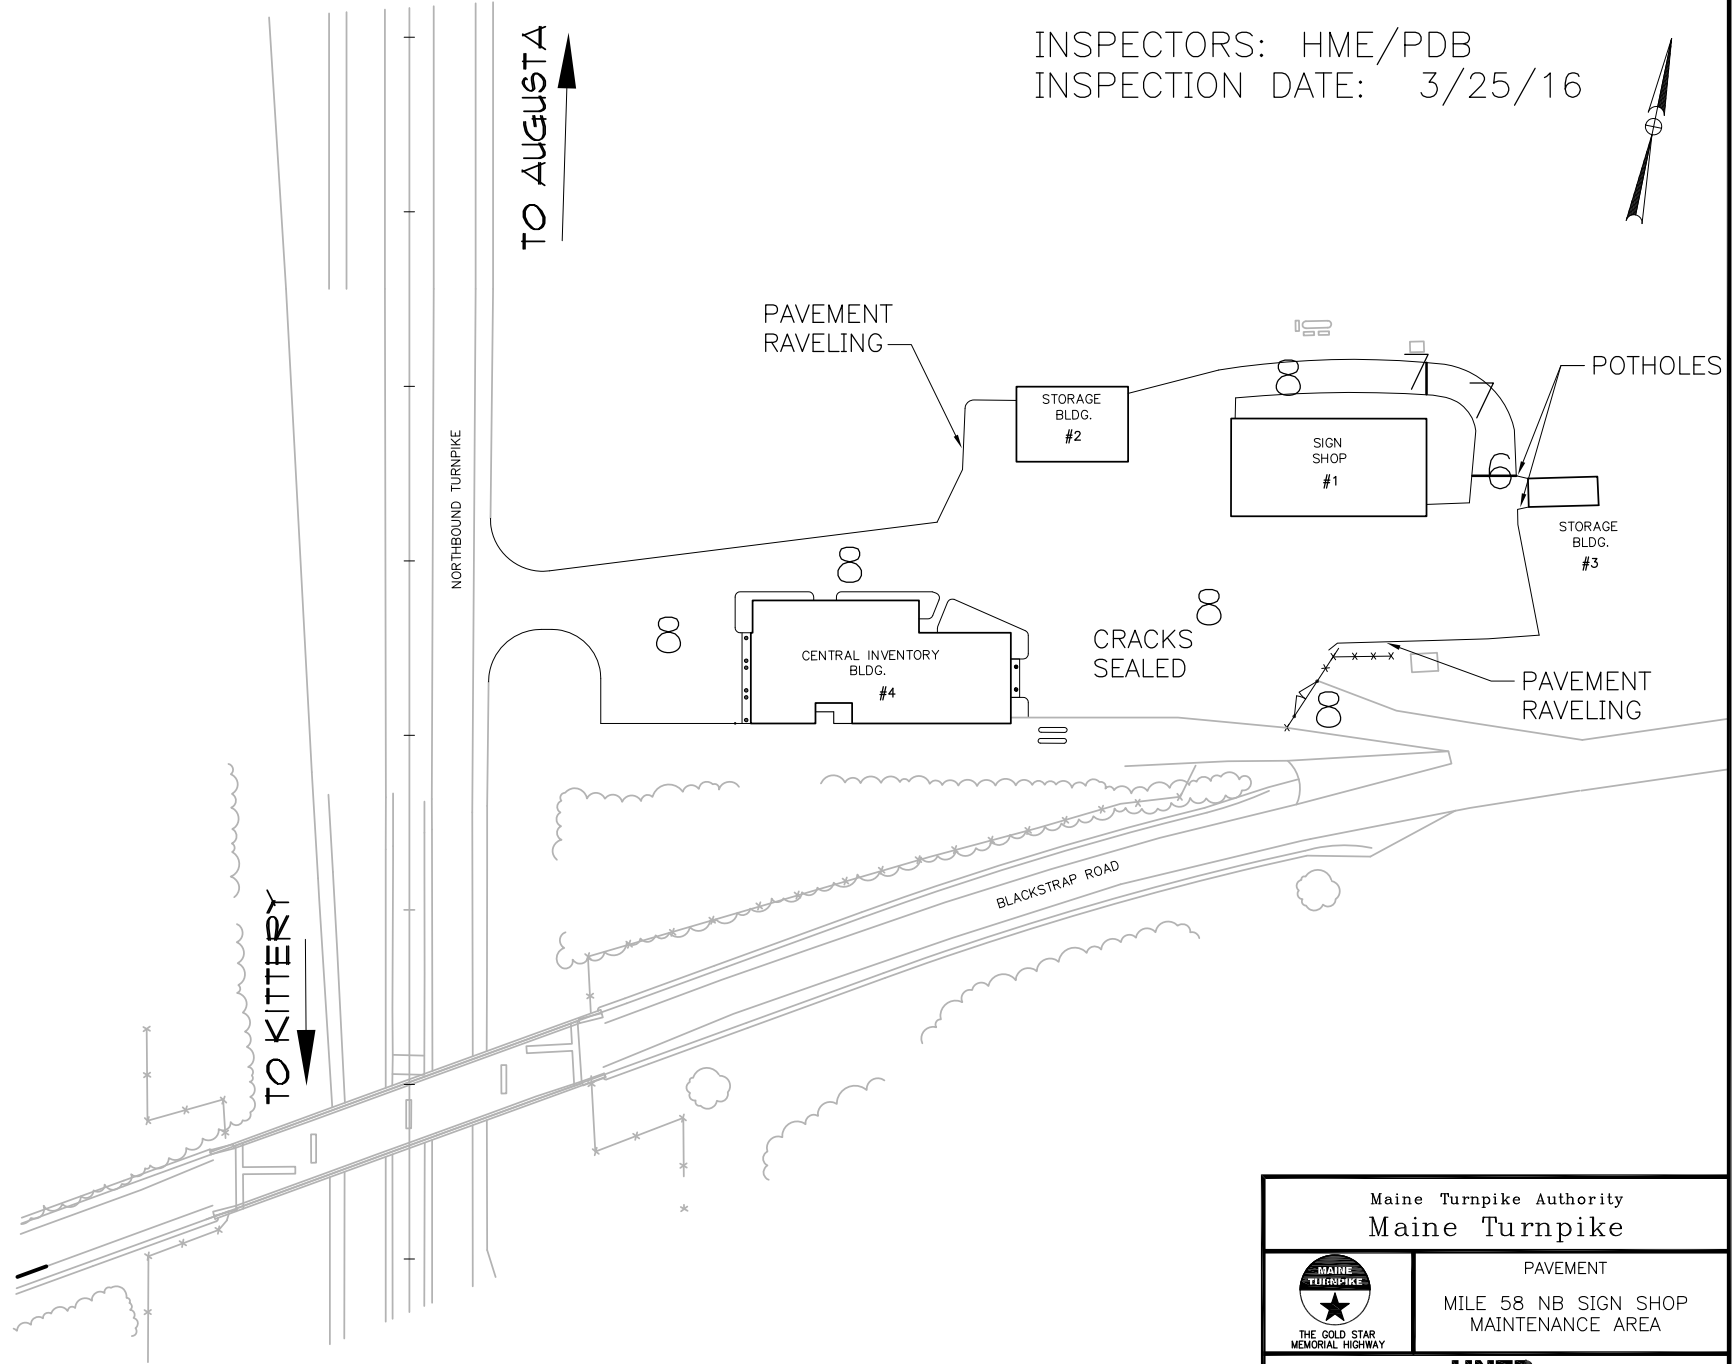 INSPECTORS: HME/PDB
INSPECTION DATE: 3/25/16
TO AUGUSTA
PAVEMENT
RAVELING
POTHOLES
STORAGE
BLDG.
#2
8
7
7
SIGN
SHOP
#1
6
STORAGE
BLDG.
#3
NORTHBOUND TURNPIKE
8
8
8
CENTRAL INVENTORY
BLDG.
#4
CRACKS
SEALED
PAVEMENT
RAVELING
8
BLACKSTRAP ROAD
TO KITTERY
Maine Turnpike Authority
Maine Turnpike
MAINE
TURNPIKE
THE GOLD STAR
MEMORIAL HIGHWAY
PAVEMENT
MILE 58 NB SIGN SHOP
MAINTENANCE AREA